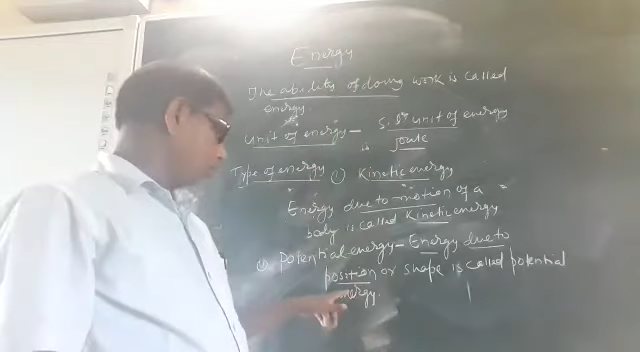 Energy
The ability of doing work is called
energy.
Unit of energy - S.I unit of energy
is joule
Type of energy ① Kinetic energy
Energy due to motion of a
body is called Kinetic energy
② Potential energy - Energy due to
position or shape is called potential
energy.